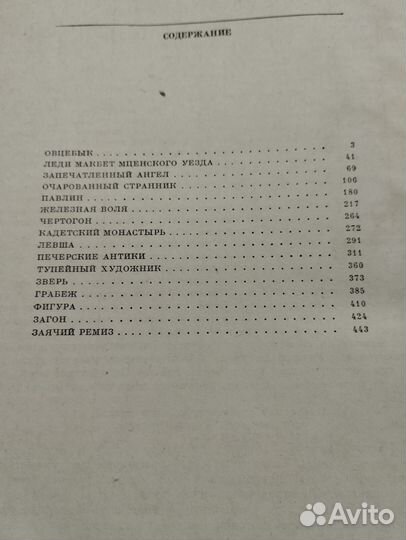 СОДЕРЖАНИЕ
ОВЦЕБЫК . . . . . . . . . . . . . . . . . . . . . . . 3
ЛЕДИ МАКБЕТ МЦЕНСКОГО УЕЗДА . . . . . . . . . . . 41
ЗАПЕЧАТЛЕННЫЙ АНГЕЛ . . . . . . . . . . . . . . . 69
ОЧАРОВАННЫЙ СТРАННИК . . . . . . . . . . . . . . 106
ПАВЛИН . . . . . . . . . . . . . . . . . . . . . . . 180
ЖЕЛЕЗНАЯ ВОЛЯ . . . . . . . . . . . . . . . . . . . 217
ЧЕРТОГОН . . . . . . . . . . . . . . . . . . . . . . 264
КАДЕТСКИЙ МОНАСТЫРЬ . . . . . . . . . . . . . . . 272
ЛЕВША . . . . . . . . . . . . . . . . . . . . . . . . 291
ПЕЧЕРСКИЕ АНТИКИ . . . . . . . . . . . . . . . . . 311
ТУПЕЙНЫЙ ХУДОЖНИК . . . . . . . . . . . . . . . . 360
ЗВЕРЬ . . . . . . . . . . . . . . . . . . . . . . . . 373
ГРАБЕЖ . . . . . . . . . . . . . . . . . . . . . . . 385
ФИГУРА . . . . . . . . . . . . . . . . . . . . . . . 410
ЗАГОН . . . . . . . . . . . . . . . . . . . . . . . . 424
ЗАЯЧИЙ РЕМИЗ . . . . . . . . . . . . . . . . . . . . 443
Avito